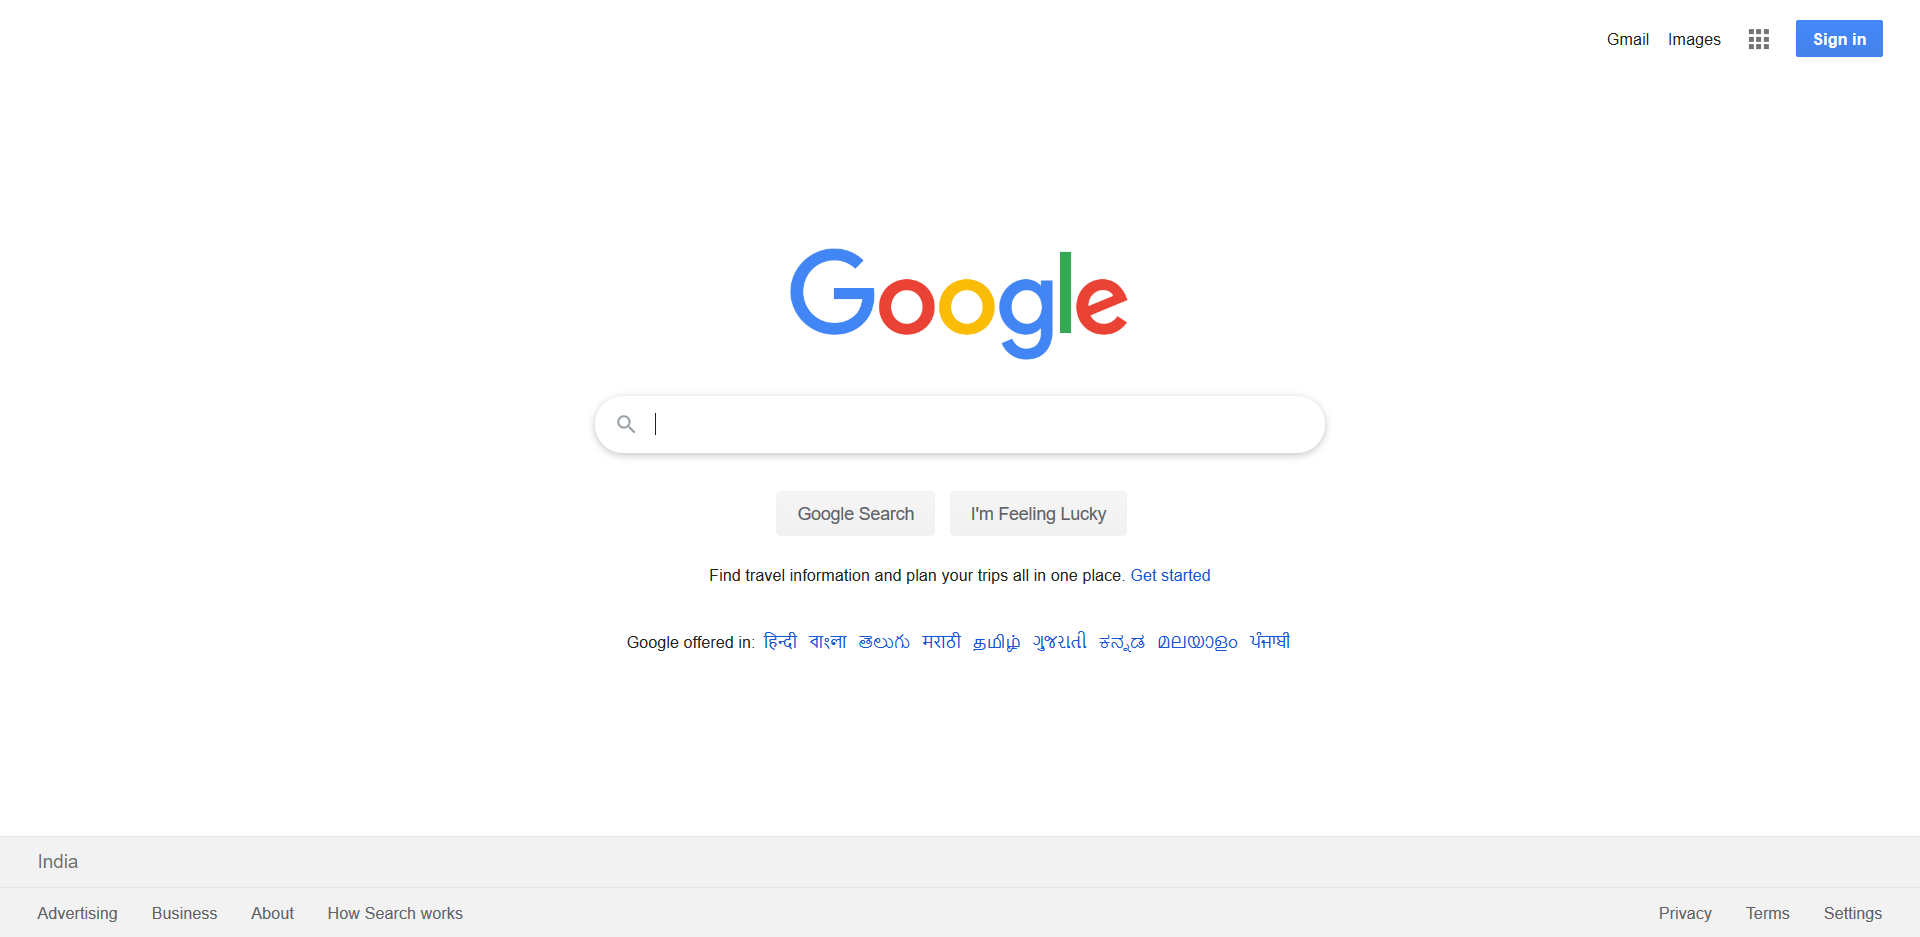 Gmail Images Sign in
Google
Google Search I'm Feeling Lucky
Find travel information and plan your trips all in one place. Get started
Google offered in: हिन्दी বাংলা తెలుగు मराठी தமிழ் ગુજરાતી ಕನ್ನಡ മലയാളം ਪੰਜਾਬੀ
India
Advertising Business About How Search works Privacy Terms Settings